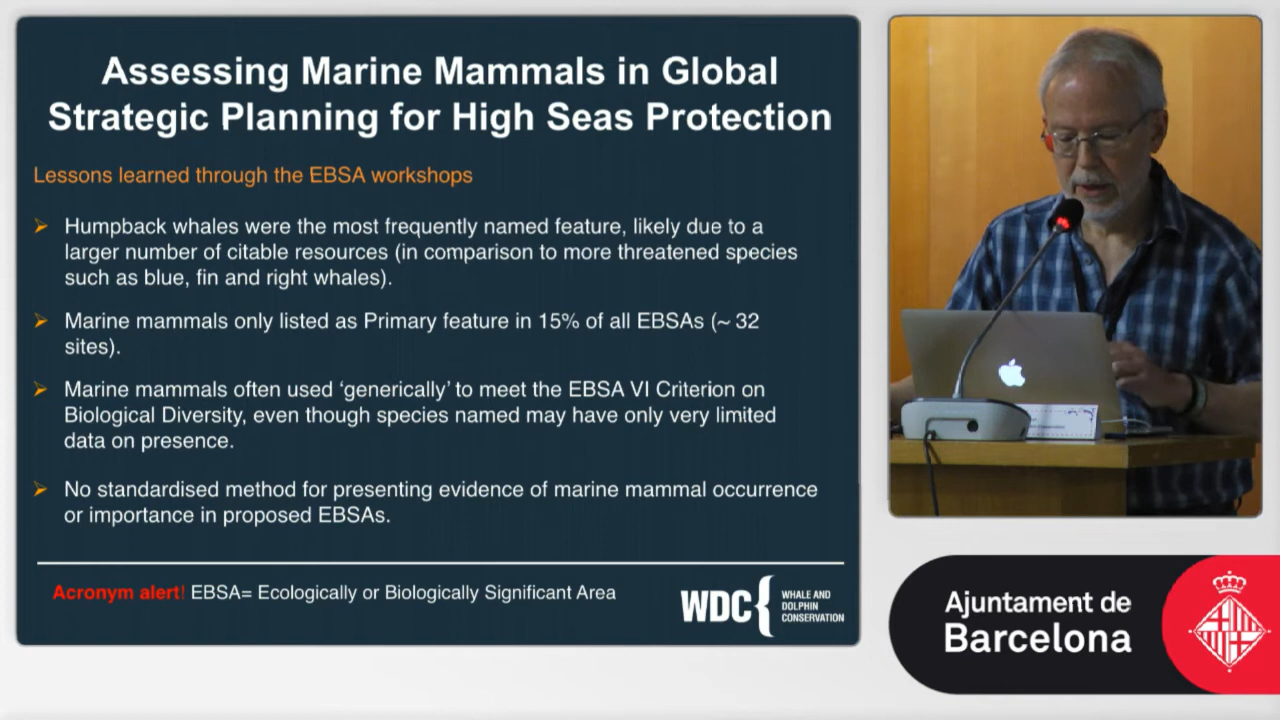 Assessing Marine Mammals in Global
Strategic Planning for High Seas Protection
Lessons learned through the EBSA workshops
Humpback whales were the most frequently named feature, likely due to a
larger number of citable resources (in comparison to more threatened species
such as blue, fin and right whales).
Marine mammals only listed as Primary feature in 15% of all EBSAs (~ 32
sites).
Marine mammals often used ‘generically’ to meet the EBSA VI Criterion on
Biological Diversity, even though species named may have only very limited
data on presence.
No standardised method for presenting evidence of marine mammal occurrence
or importance in proposed EBSAs.
Acronym alert! EBSA= Ecologically or Biologically Significant Area
WDC
WHALE AND
DOLPHIN
CONSERVATION
Ajuntament de
Barcelona